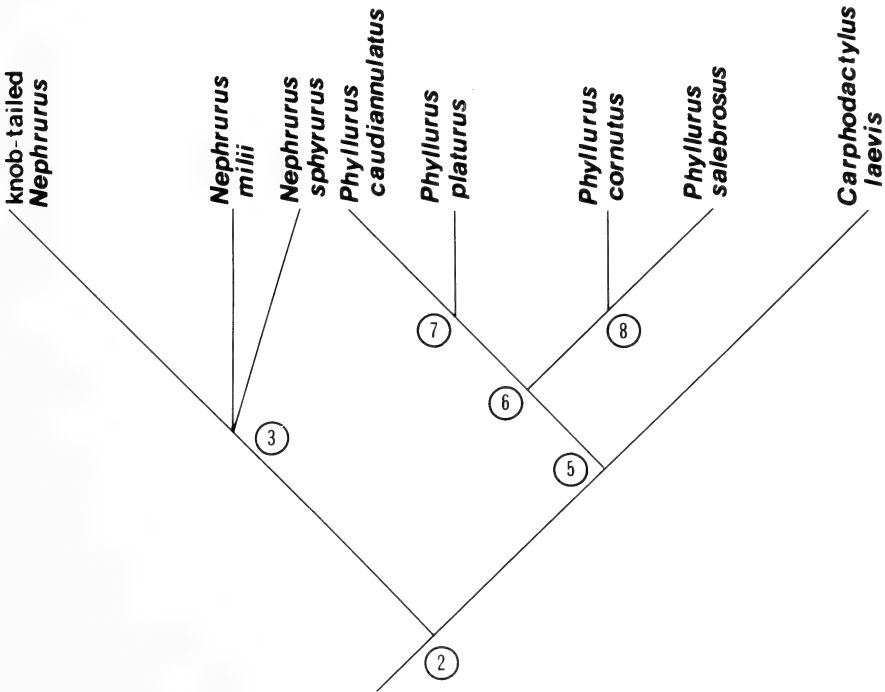 knob-tailed
Nephrurus
Nephrurus
milii
Nephrurus
sphyrurus
Phyllurus
caudiannulatus
Phyllurus
platurus
Phyllurus
cornutus
Phyllurus
salebrosus
Carphodactylus
laevis
7
8
6
3
5
2